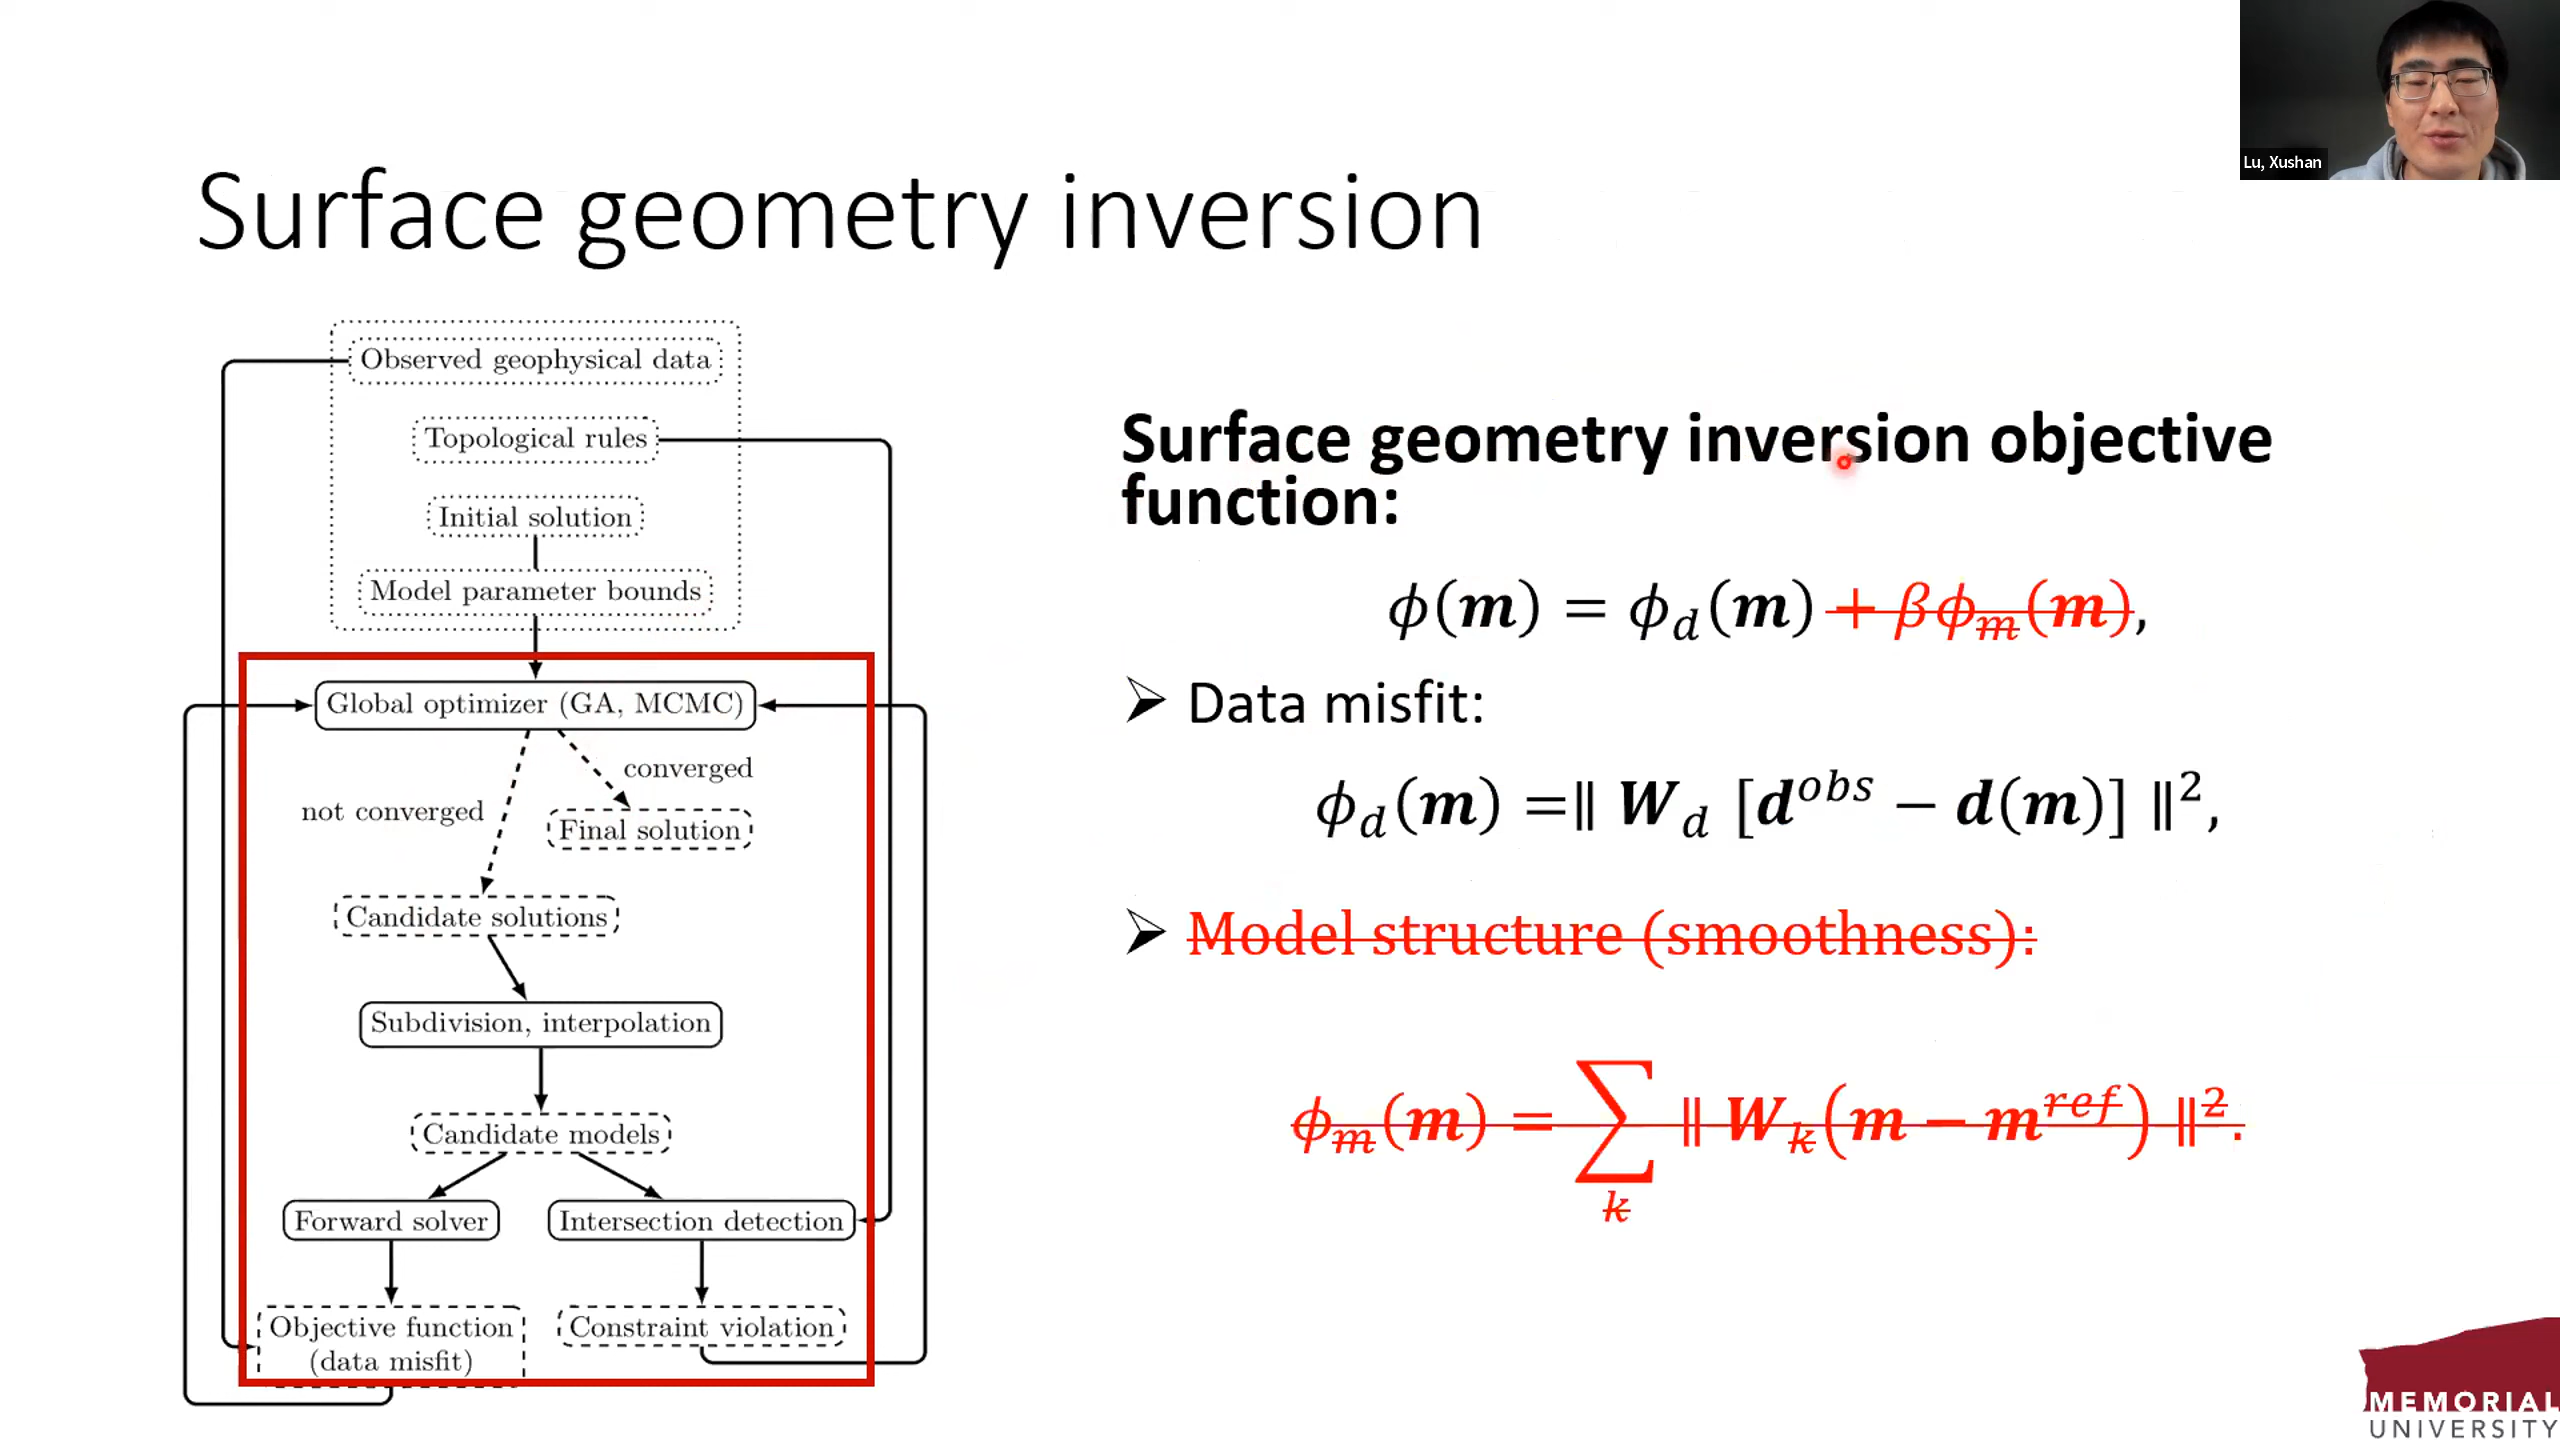 Lu, Xushan
Surface geometry inversion
Observed geophysical data
Topological rules
Initial solution
Model parameter bounds
Global optimizer (GA, MCMC)
converged
not converged
Final solution
Candidate solutions
Subdivision, interpolation
Candidate models
Forward solver
Intersection detection
Objective function
(data misfit)
Constraint violation
Surface geometry inversion objective
function:
ϕ(m) = ϕ_d(m) + βϕ_m(m),
➢ Data misfit:
ϕ_d(m) =∥ W_d [d^obs − d(m)] ∥²,
➢ Model structure (smoothness):
ϕ_m(m) = ∑_k ∥ W_k(m − m^ref) ∥².
MEMORIAL
UNIVERSITY